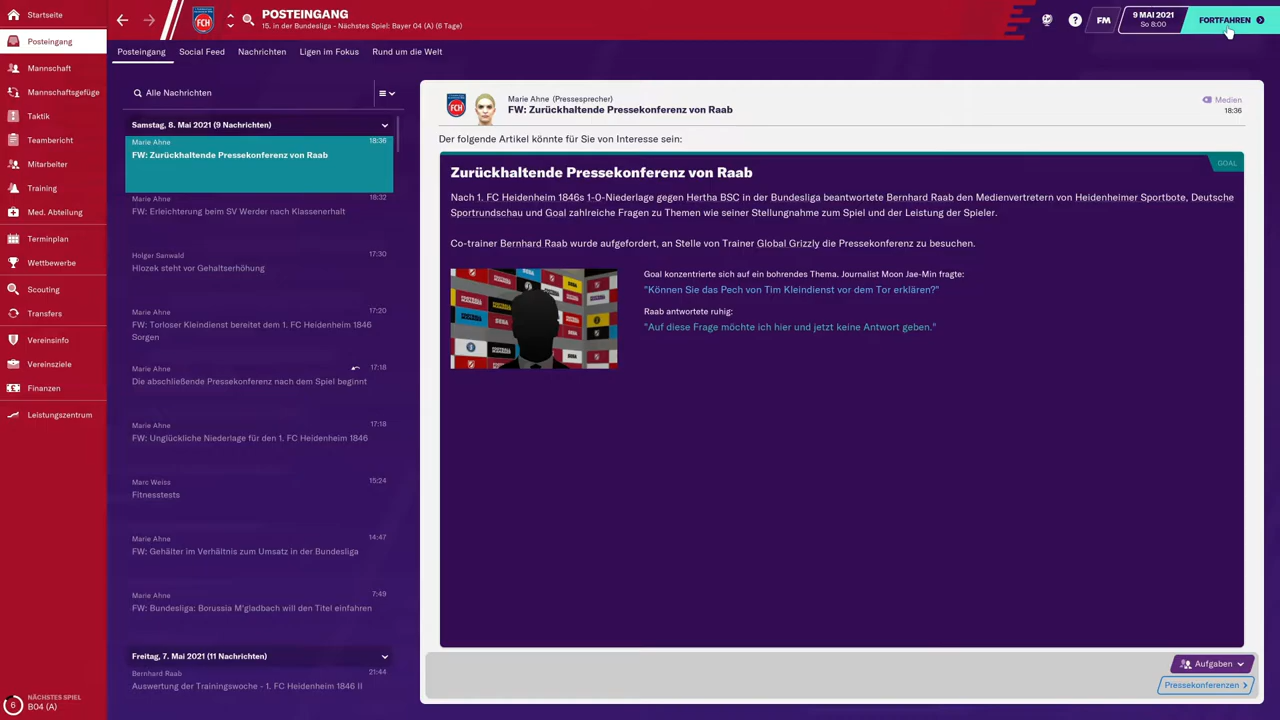 Startseite
Posteingang
Mannschaft
Mannschaftsgefüge
Taktik
Teambericht
Mitarbeiter
Training
Med. Abteilung
Terminplan
Wettbewerbe
Scouting
Transfers
Vereinsinfo
Vereinsziele
Finanzen
Leistungszentrum
6
NÄCHSTES SPIEL
B04 (A)
FCH
POSTEINGANG
15. in der Bundesliga - Nächstes Spiel: Bayer 04 (A) (6 Tage)
?
FM
9 MAI 2021
So 8:00
FORTFAHREN
Posteingang
Social Feed
Nachrichten
Ligen im Fokus
Rund um die Welt
Alle Nachrichten
Samstag, 8. Mai 2021 (9 Nachrichten)
Marie Ahne 18:36
FW: Zurückhaltende Pressekonferenz von Raab
Marie Ahne 18:32
FW: Erleichterung beim SV Werder nach Klassenerhalt
Holger Sanwald 17:30
Hlozek steht vor Gehaltserhöhung
Marie Ahne 17:20
FW: Torloser Kleindienst bereitet dem 1. FC Heidenheim 1846
Sorgen
Marie Ahne 17:18
Die abschließende Pressekonferenz nach dem Spiel beginnt
Marie Ahne 17:18
FW: Unglückliche Niederlage für den 1. FC Heidenheim 1846
Marc Weiss 15:24
Fitnesstests
Marie Ahne 14:47
FW: Gehälter im Verhältnis zum Umsatz in der Bundesliga
Marie Ahne 7:49
FW: Bundesliga: Borussia M'gladbach will den Titel einfahren
Freitag, 7. Mai 2021 (11 Nachrichten)
Bernhard Raab 21:44
Auswertung der Trainingswoche - 1. FC Heidenheim 1846 II
FCH
Marie Ahne (Pressesprecher)
FW: Zurückhaltende Pressekonferenz von Raab
Medien
18:36
Der folgende Artikel könnte für Sie von Interesse sein:
GOAL
Zurückhaltende Pressekonferenz von Raab
Nach 1. FC Heidenheim 1846s 1-0-Niederlage gegen Hertha BSC in der Bundesliga beantwortete Bernhard Raab den Medienvertretern von Heidenheimer Sportbote, Deutsche
Sportrundschau und Goal zahlreiche Fragen zu Themen wie seiner Stellungnahme zum Spiel und der Leistung der Spieler.
Co-trainer Bernhard Raab wurde aufgefordert, an Stelle von Trainer Global Grizzly die Pressekonferenz zu besuchen.
SEGA
Goal konzentrierte sich auf ein bohrendes Thema. Journalist Moon Jae-Min fragte:
"Können Sie das Pech von Tim Kleindienst vor dem Tor erklären?"
Raab antwortete ruhig:
"Auf diese Frage möchte ich hier und jetzt keine Antwort geben."
Aufgaben
Pressekonferenzen